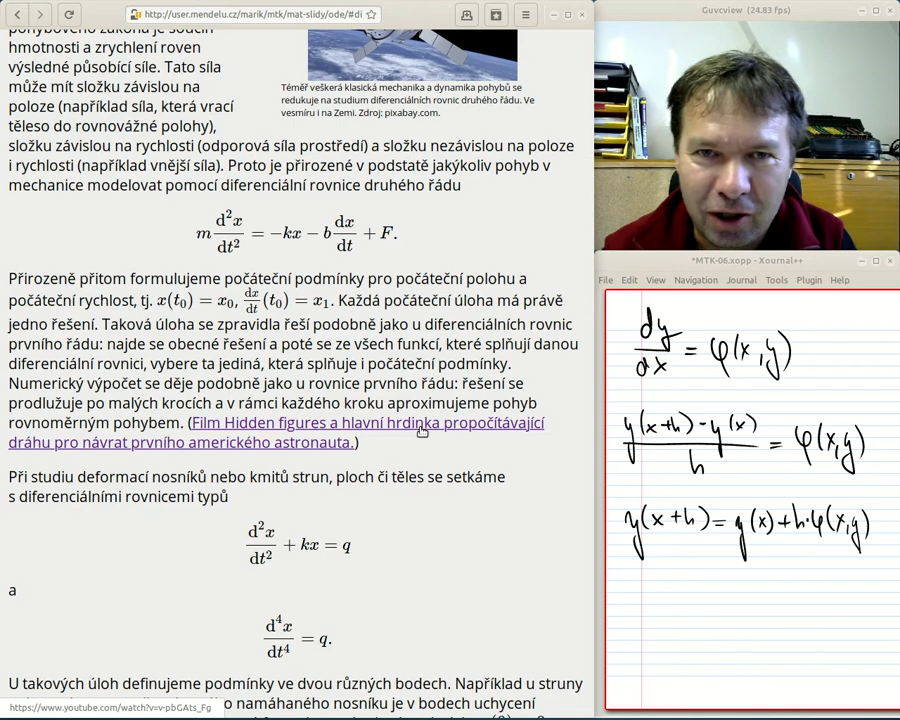 http://user.mendelu.cz/marik/mtk/mat-slidy/ode/#di
pohybového zákona je součin
hmotnosti a zrychlení roven
výsledné působící síle. Tato síla
může mít složku závislou na
poloze (například síla, která vrací
těleso do rovnovážné polohy),
Téměř veškerá klasická mechanika a dynamika pohybů se
redukuje na studium diferenciálních rovnic druhého řádu. Ve
vesmíru i na Zemi. Zdroj: pixabay.com.
složku závislou na rychlosti (odporová síla prostředí) a složku nezávislou na poloze
i rychlosti (například vnější síla). Proto je přirozené v podstatě jakýkoliv pohyb v
mechanice modelovat pomocí diferenciální rovnice druhého řádu
m d²x/dt² = −kx − b dx/dt + F.
Přirozeně přitom formulujeme počáteční podmínky pro počáteční polohu a
počáteční rychlost, tj. x(t₀) = x₀, dx/dt(t₀) = x₁. Každá počáteční úloha má právě
jedno řešení. Taková úloha se zpravidla řeší podobně jako u diferenciálních rovnic
prvního řádu: najde se obecné řešení a poté se ze všech funkcí, které splňují danou
diferenciální rovnici, vybere ta jediná, která splňuje i počáteční podmínky.
Numerický výpočet se děje podobně jako u rovnice prvního řádu: řešení se
prodlužuje po malých krocích a v rámci každého kroku aproximujeme pohyb
rovnoměrným pohybem. (Film Hidden figures a hlavní hrdinka propočítávající
dráhu pro návrat prvního amerického astronauta.)
Při studiu deformací nosníků nebo kmitů strun, ploch či těles se setkáme
s diferenciálními rovnicemi typů
d²x/dt² + kx = q
a
d⁴x/dt⁴ = q.
U takových úloh definujeme podmínky ve dvou různých bodech. Například u struny
namáhaného nosníku je v bodech uchycení
https://www.youtube.com/watch?v=v-pbGAts_Fg
Guvcview (24.83 fps)
*MTK-06.xopp - Xournal++
File Edit View Navigation Journal Tools Plugin Help
dy/dx = φ(x,y)
(y(x+h) − y(x))/h = φ(x,y)
y(x+h) = y(x) + h·φ(x,y)